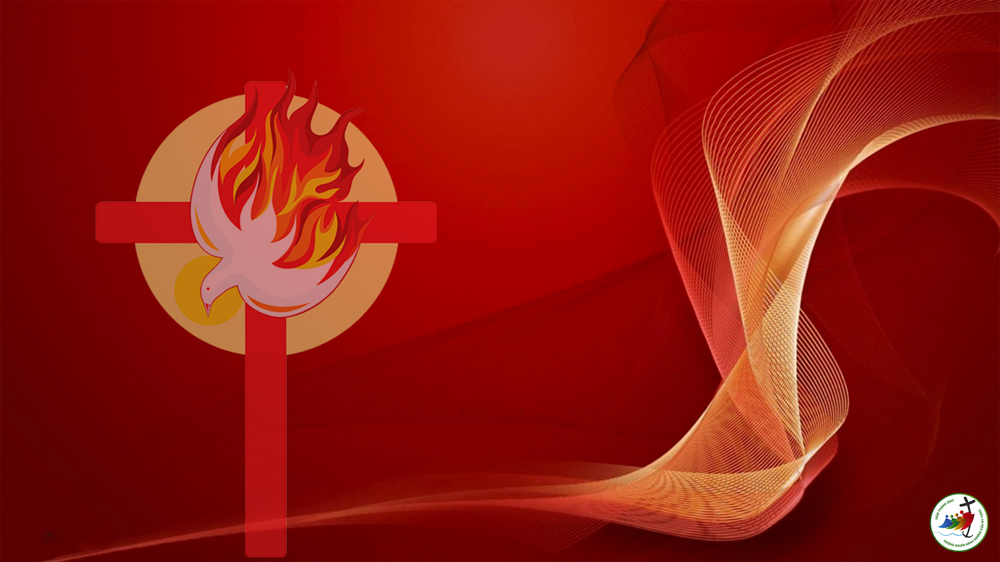 NĂM THÁNH 2025
NHỮNG NGƯỜI HÀNH HƯƠNG CỦA HY VỌNG